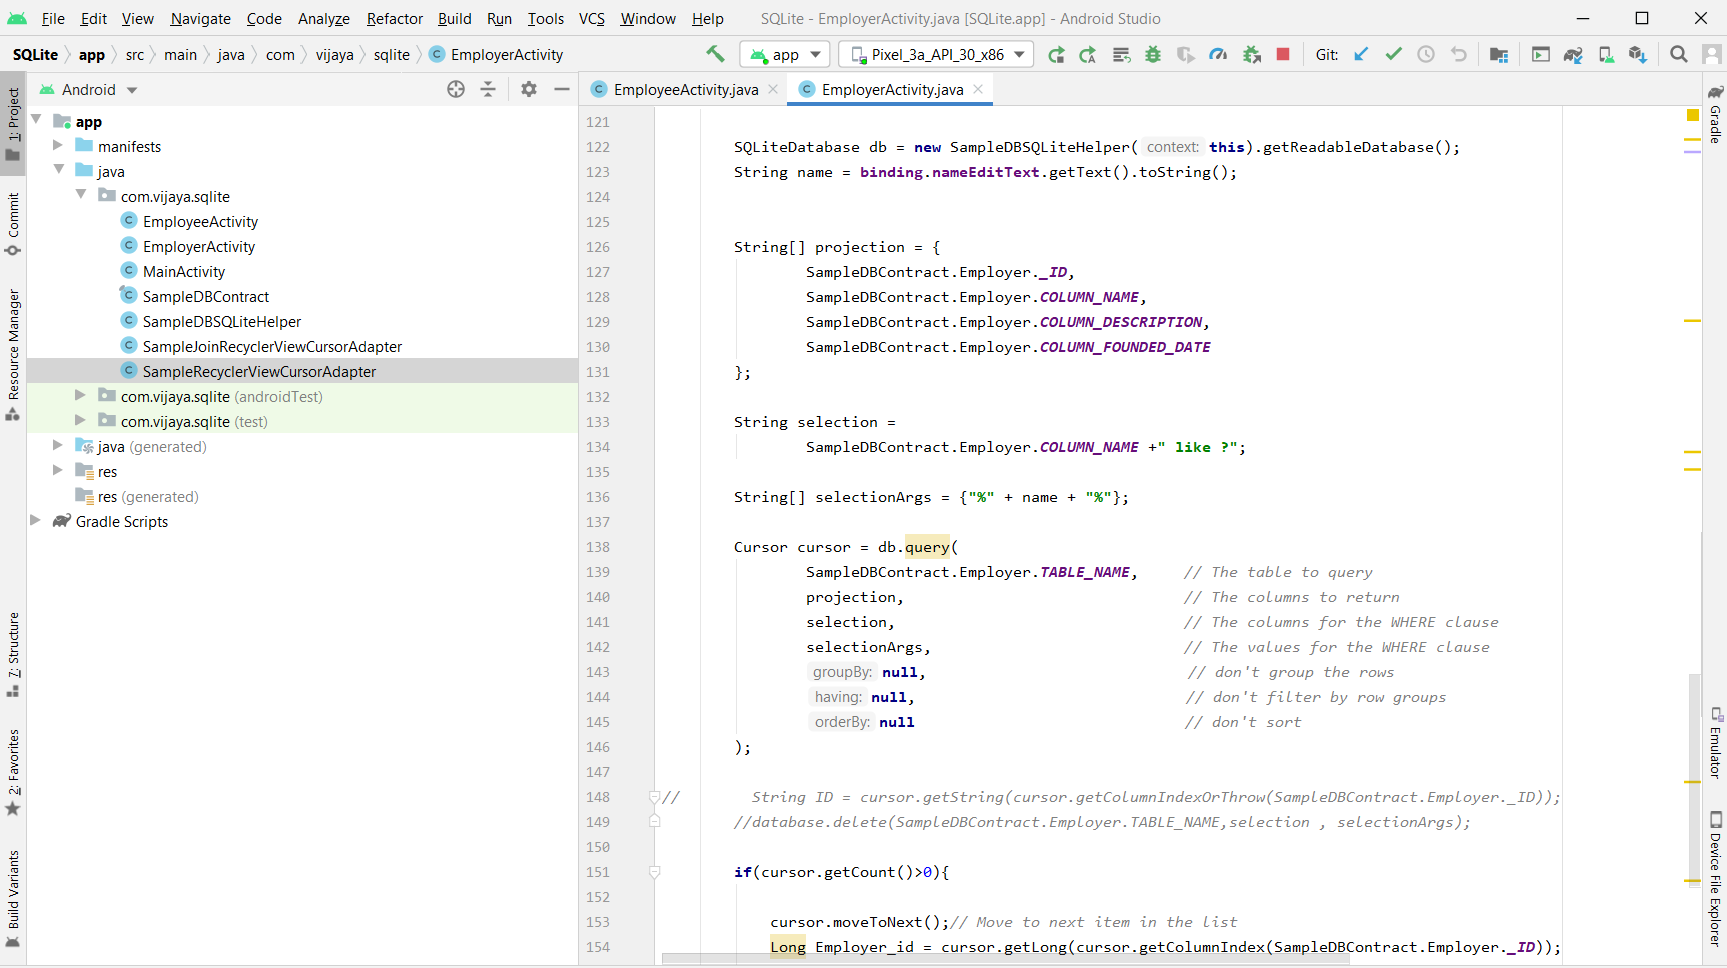 File Edit View Navigate Code Analyze Refactor Build Run Tools VCS Window Help SQLite - EmployerActivity.java [SQLite.app] - Android Studio
SQLite app src main java com vijaya sqlite EmployerActivity app Pixel_3a_API_30_x86 Git:
Android
EmployeeActivity.java EmployerActivity.java
1: Project
Commit
Resource Manager
7: Structure
2: Favorites
Build Variants
app
manifests
java
com.vijaya.sqlite
EmployeeActivity
EmployerActivity
MainActivity
SampleDBContract
SampleDBSQLiteHelper
SampleJoinRecyclerViewCursorAdapter
SampleRecyclerViewCursorAdapter
com.vijaya.sqlite (androidTest)
com.vijaya.sqlite (test)
java (generated)
res
res (generated)
Gradle Scripts
121
122 SQLiteDatabase db = new SampleDBSQLiteHelper( context: this).getReadableDatabase();
123 String name = binding.nameEditText.getText().toString();
124
125
126 String[] projection = {
127 SampleDBContract.Employer._ID,
128 SampleDBContract.Employer.COLUMN_NAME,
129 SampleDBContract.Employer.COLUMN_DESCRIPTION,
130 SampleDBContract.Employer.COLUMN_FOUNDED_DATE
131 };
132
133 String selection =
134 SampleDBContract.Employer.COLUMN_NAME +" like ?";
135
136 String[] selectionArgs = {"%" + name + "%"};
137
138 Cursor cursor = db.query(
139 SampleDBContract.Employer.TABLE_NAME, // The table to query
140 projection, // The columns to return
141 selection, // The columns for the WHERE clause
142 selectionArgs, // The values for the WHERE clause
143 groupBy: null, // don't group the rows
144 having: null, // don't filter by row groups
145 orderBy: null // don't sort
146 );
147
148 // String ID = cursor.getString(cursor.getColumnIndexOrThrow(SampleDBContract.Employer._ID));
149 //database.delete(SampleDBContract.Employer.TABLE_NAME,selection , selectionArgs);
150
151 if(cursor.getCount()>0){
152
153 cursor.moveToNext();// Move to next item in the list
154 Long Employer_id = cursor.getLong(cursor.getColumnIndex(SampleDBContract.Employer._ID));
Gradle
Emulator
Device File Explorer